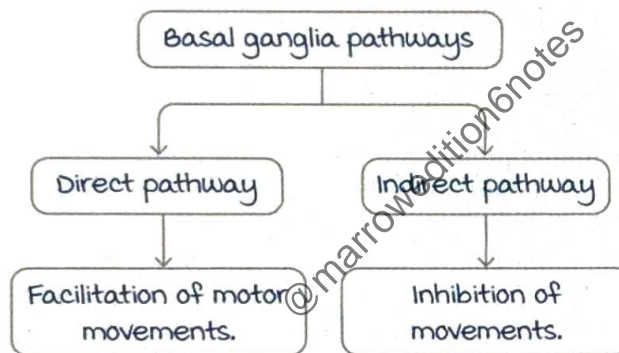 Basal ganglia pathways
Direct pathway
Indirect pathway
Facilitation of motor
movements.
Inhibition of
movements.
@marrowedition6notes